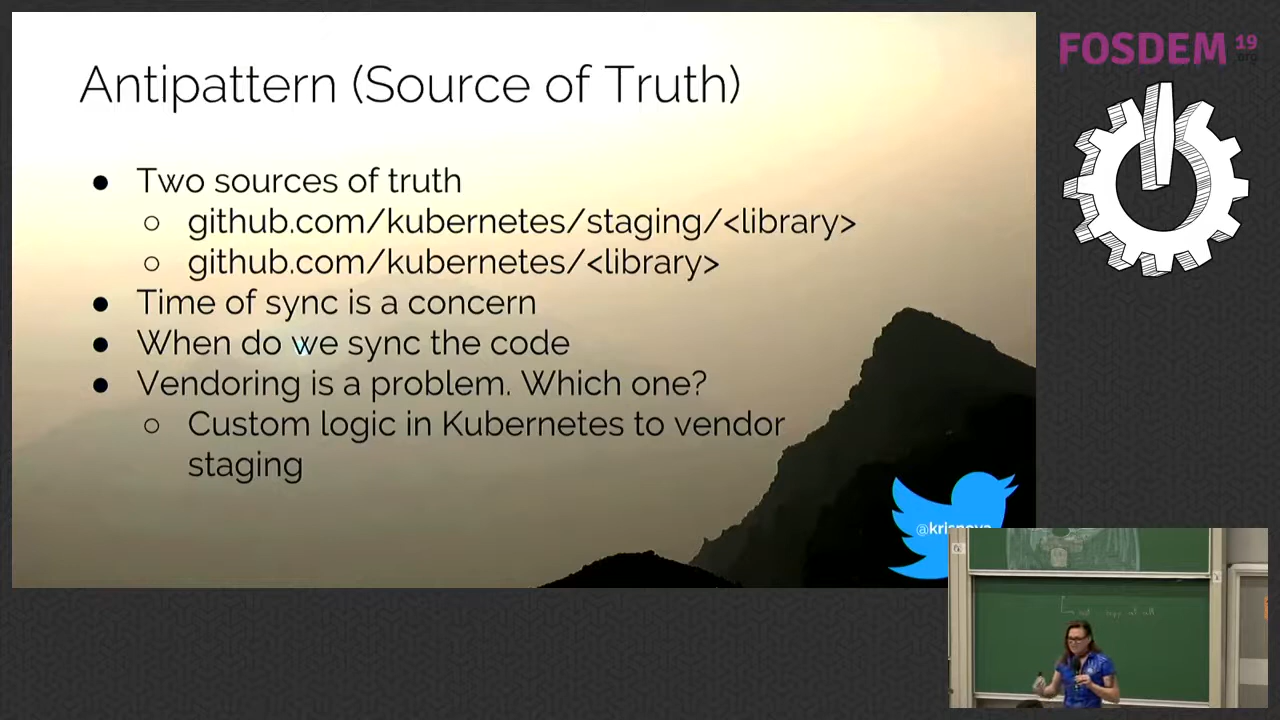 Antipattern (Source of Truth)
● Two sources of truth
○ github.com/kubernetes/staging/<library>
○ github.com/kubernetes/<library>
● Time of sync is a concern
● When do we sync the code
● Vendoring is a problem. Which one?
○ Custom logic in Kubernetes to vendor
staging
FOSDEM 19
.org